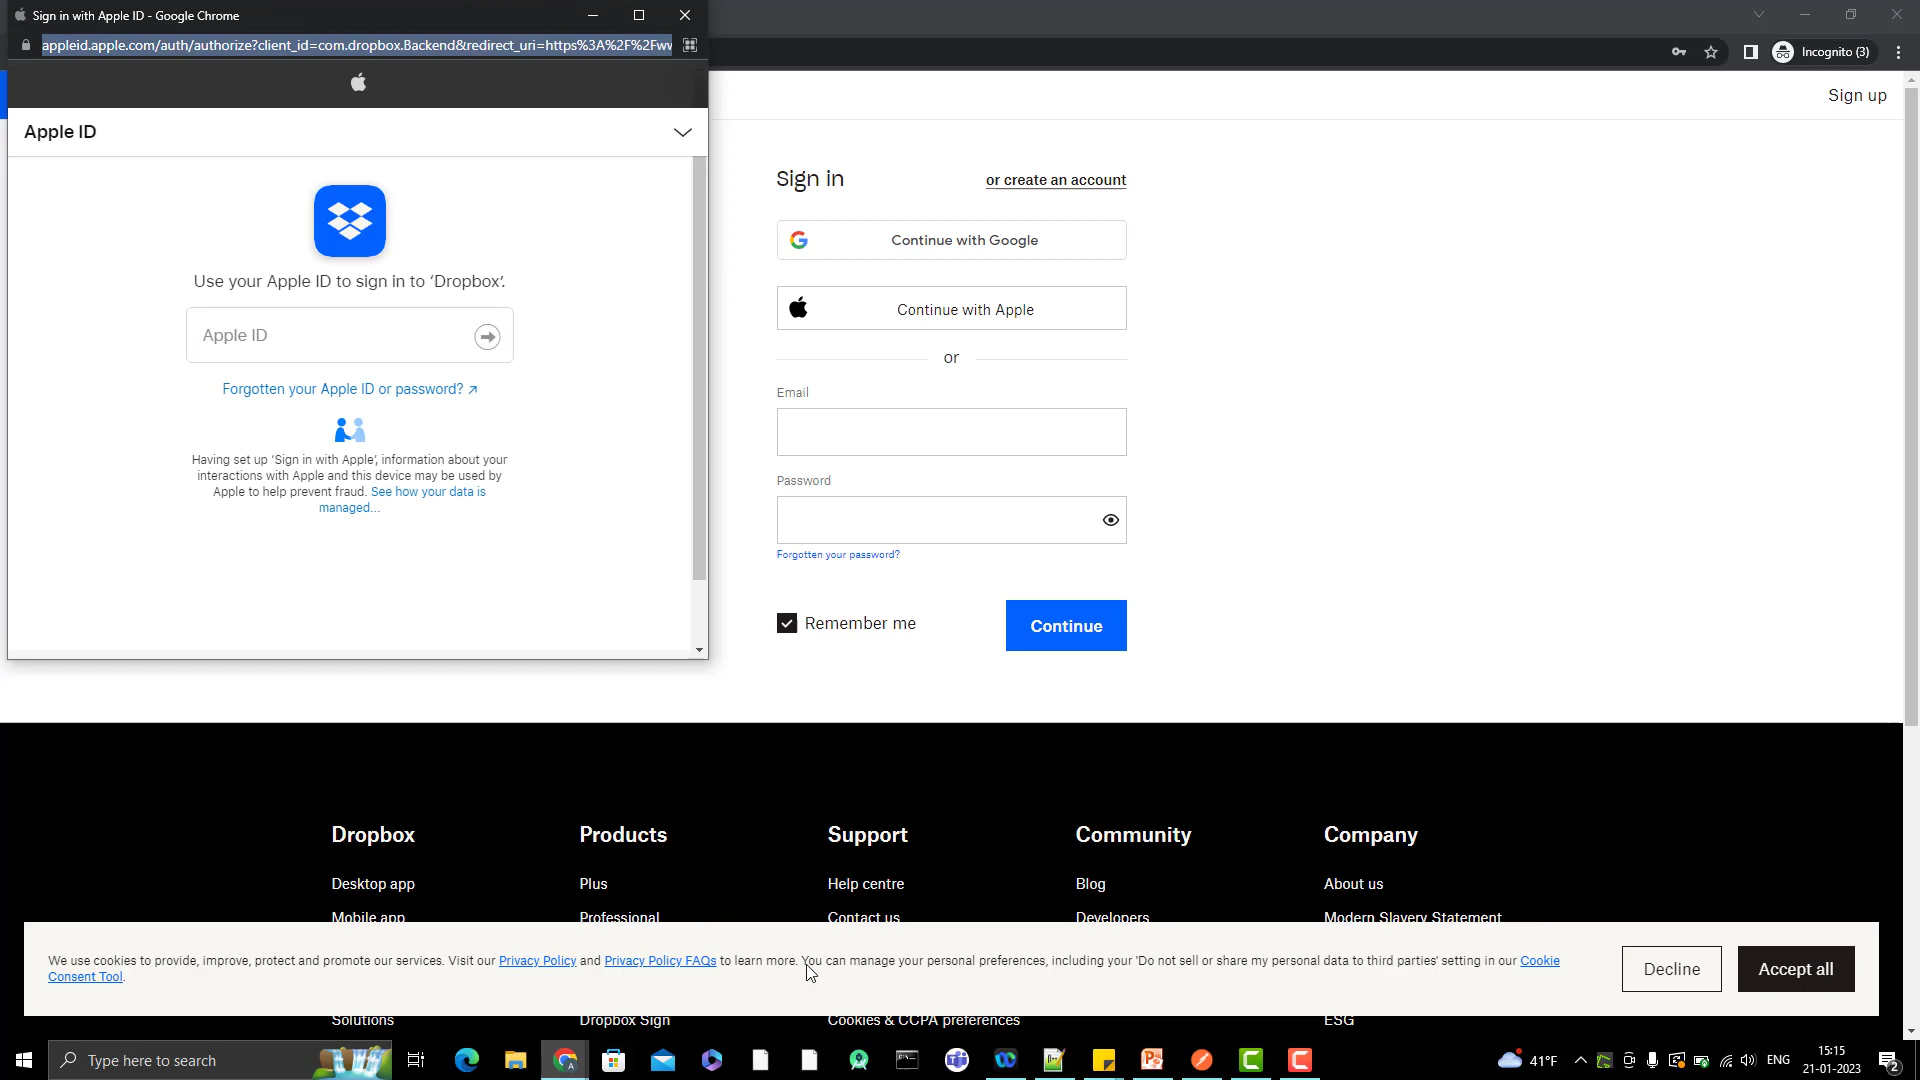 Sign in with Apple ID - Google Chrome
appleid.apple.com/auth/authorize?client_id=com.dropbox.Backend&redirect_uri=https%3A%2F%2Fw
Incognito (3)
Sign up
Apple ID
Use your Apple ID to sign in to ‘Dropbox’.
Apple ID
Forgotten your Apple ID or password?
Having set up ‘Sign in with Apple’, information about your
interactions with Apple and this device may be used by
Apple to help prevent fraud. See how your data is
managed...
Sign in
or create an account
Continue with Google
Continue with Apple
or
Email
Password
Forgotten your password?
Remember me
Continue
Dropbox
Desktop app
Mobile app
Solutions
Products
Plus
Professional
Dropbox Sign
Support
Help centre
Contact us
Cookies & CCPA preferences
Community
Blog
Developers
Company
About us
Modern Slavery Statement
ESG
We use cookies to provide, improve, protect and promote our services. Visit our Privacy Policy and Privacy Policy FAQs to learn more. You can manage your personal preferences, including your 'Do not sell or share my personal data to third parties' setting in our Cookie
Consent Tool.
Decline
Accept all
Type here to search
41°F
ENG
15:15
21-01-2023
2